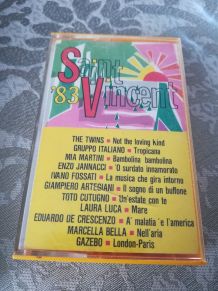 Saint
'83 Vincent
THE TWINS • Not the loving kind
GRUPPO ITALIANO • Tropicana
MIA MARTINI • Bambolina bambolina
ENZO JANNACCI • 'O surdato innamorato
IVANO FOSSATI • La musica che gira intorno
GIAMPIERO ARTEGIANI • Il sogno di un buffone
TOTO CUTUGNO • Un'estate con te
LAURA LUCA • Mare
EDUARDO DE CRESCENZO • A' malatia 'e l'america
MARCELLA BELLA • Nell'aria
GAZEBO • London-Paris